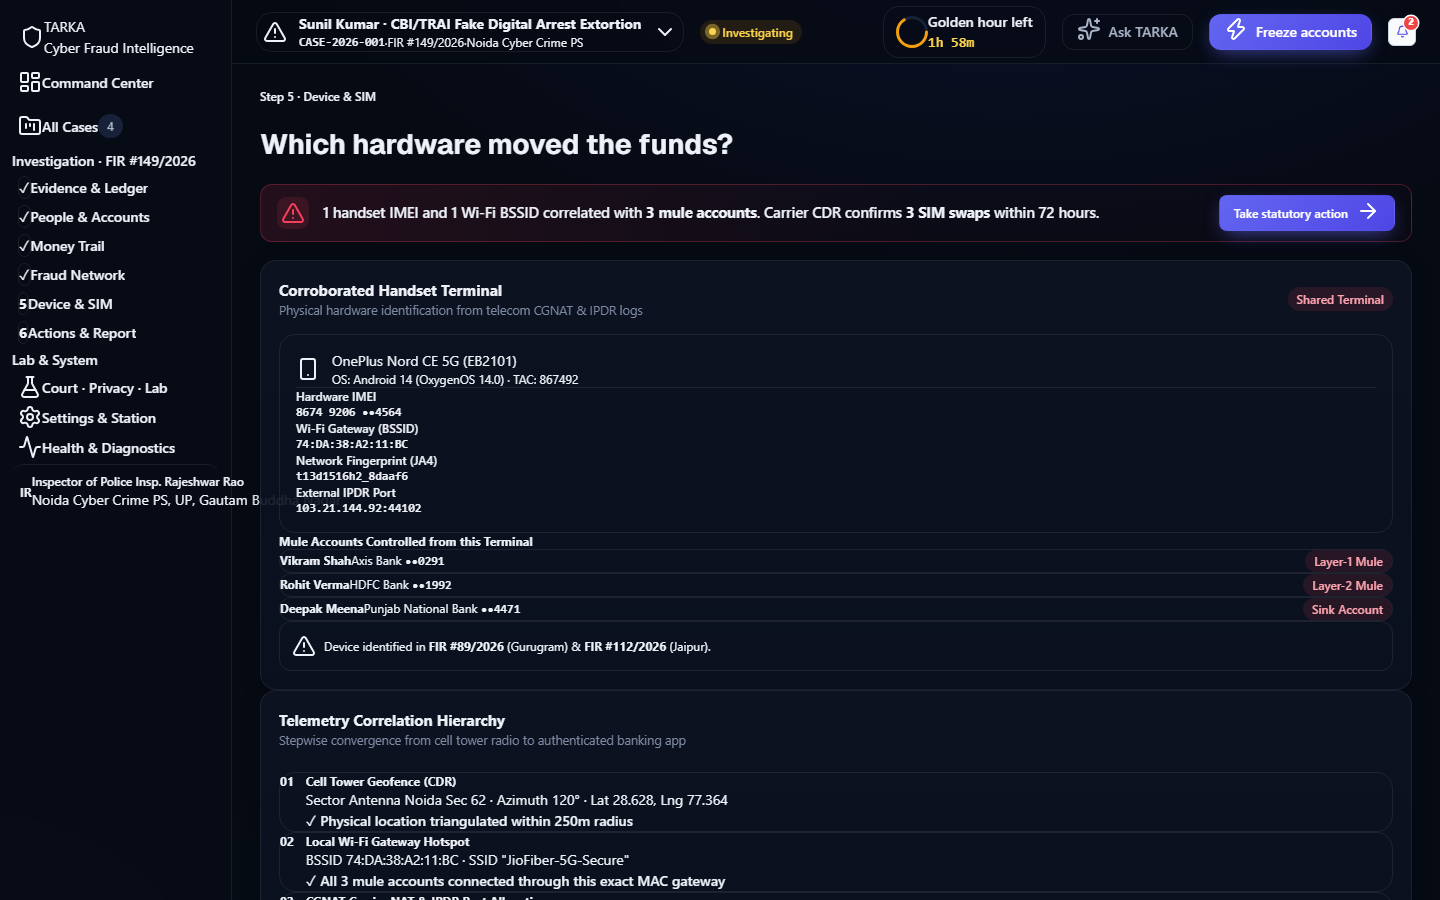 TARKA
Cyber Fraud Intelligence
Command Center
All Cases 4
Investigation · FIR #149/2026
✓Evidence & Ledger
✓People & Accounts
✓Money Trail
✓Fraud Network
5Device & SIM
6Actions & Report
Lab & System
Court · Privacy · Lab
Settings & Station
Health & Diagnostics
IR
Inspector of Police Insp. Rajeshwar Rao
Noida Cyber Crime PS, UP, Gautam Buddha
Sunil Kumar · CBI/TRAI Fake Digital Arrest Extortion
CASE-2026-001·FIR #149/2026·Noida Cyber Crime PS
Investigating
Golden hour left
1h 58m
Ask TARKA
Freeze accounts
2
Step 5 · Device & SIM
Which hardware moved the funds?
1 handset IMEI and 1 Wi-Fi BSSID correlated with 3 mule accounts. Carrier CDR confirms 3 SIM swaps within 72 hours.
Take statutory action
Corroborated Handset Terminal
Physical hardware identification from telecom CGNAT & IPDR logs
Shared Terminal
OnePlus Nord CE 5G (EB2101)
OS: Android 14 (OxygenOS 14.0) · TAC: 867492
Hardware IMEI
8674 9206 ••4564
Wi-Fi Gateway (BSSID)
74:DA:38:A2:11:BC
Network Fingerprint (JA4)
t13d1516h2_8daaf6
External IPDR Port
103.21.144.92:44102
Mule Accounts Controlled from this Terminal
Vikram ShahAxis Bank ••0291
Layer-1 Mule
Rohit VermaHDFC Bank ••1992
Layer-2 Mule
Deepak MeenaPunjab National Bank ••4471
Sink Account
Device identified in FIR #89/2026 (Gurugram) & FIR #112/2026 (Jaipur).
Telemetry Correlation Hierarchy
Stepwise convergence from cell tower radio to authenticated banking app
01 Cell Tower Geofence (CDR)
Sector Antenna Noida Sec 62 · Azimuth 120° · Lat 28.628, Lng 77.364
✓ Physical location triangulated within 250m radius
02 Local Wi-Fi Gateway Hotspot
BSSID 74:DA:38:A2:11:BC · SSID "JioFiber-5G-Secure"
✓ All 3 mule accounts connected through this exact MAC gateway